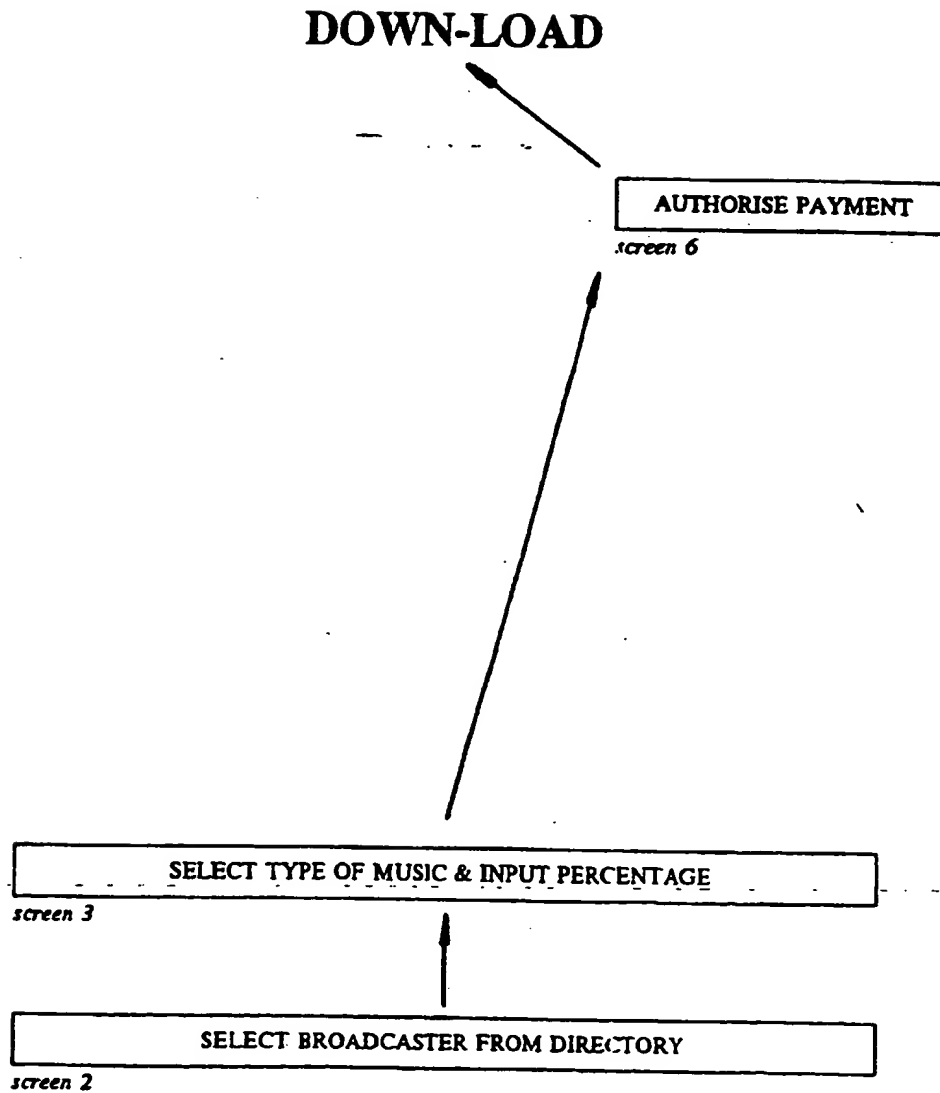 DOWN-LOAD
AUTHORISE PAYMENT
screen 6
SELECT TYPE OF MUSIC & INPUT PERCENTAGE
screen 3
SELECT BROADCASTER FROM DIRECTORY
screen 2